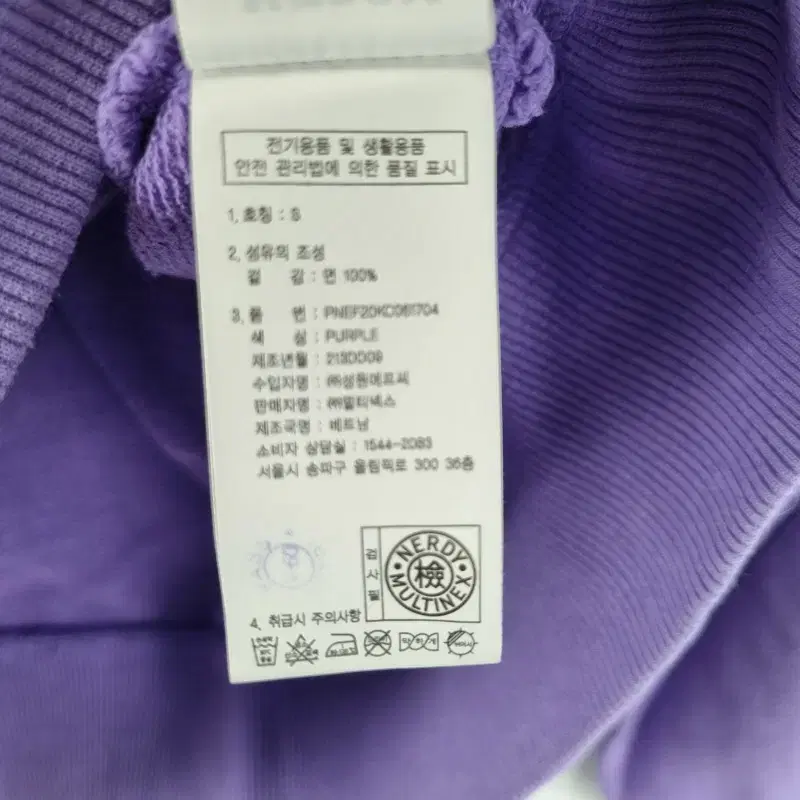 전기용품 및 생활용품
안전 관리법에 의한 품질 표시
1. 호칭 : S
2. 섬유의 조성
겉 감 : 면 100%
3. 품 번 : PNEF20KC061704
색 상 : PURPLE
제조년월 :
수입자명 : ㈜성원에프씨
판매자명 : ㈜멀티넥스
제조국명 : 베트남
소비자 상담실 : 1544-2083
서울시 송파구 올림픽로 300 36층
NERDY
검사필
檢
MULTINEX
4. 취급시 주의사항